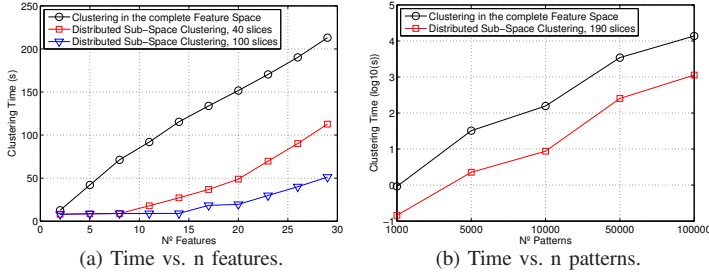 250
200
150
100
50
0
Clustering Time (s)
Clustering in the complete Feature Space
Distributed Sub−Space Clustering, 40 slices
Distributed Sub−Space Clustering, 100 slices
0 5 10 15 20 25 30
Nº Features
(a) Time vs. n features.
5
4
3
2
1
0
−1
Clustering Time (log10(s))
Clustering in the complete Feature Space
Distributed Sub−Space Clustering, 190 slices
1000 5000 10000 50000 100000
Nº Patterns
(b) Time vs. n patterns.